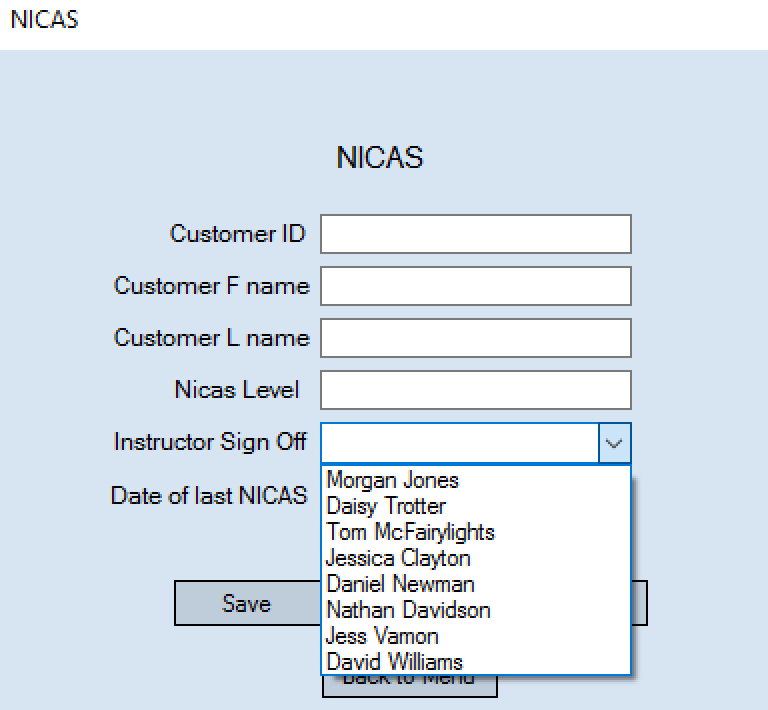 NICAS
NICAS
Customer ID
Customer F name
Customer L name
Nicas Level
Instructor Sign Off
Morgan Jones
Date of last NICAS
Daisy Trotter
Tom McFairylights
Jessica Clayton
Daniel Newman
Save
Nathan Davidson
Jess Vamon
David Williams
Back to Menu